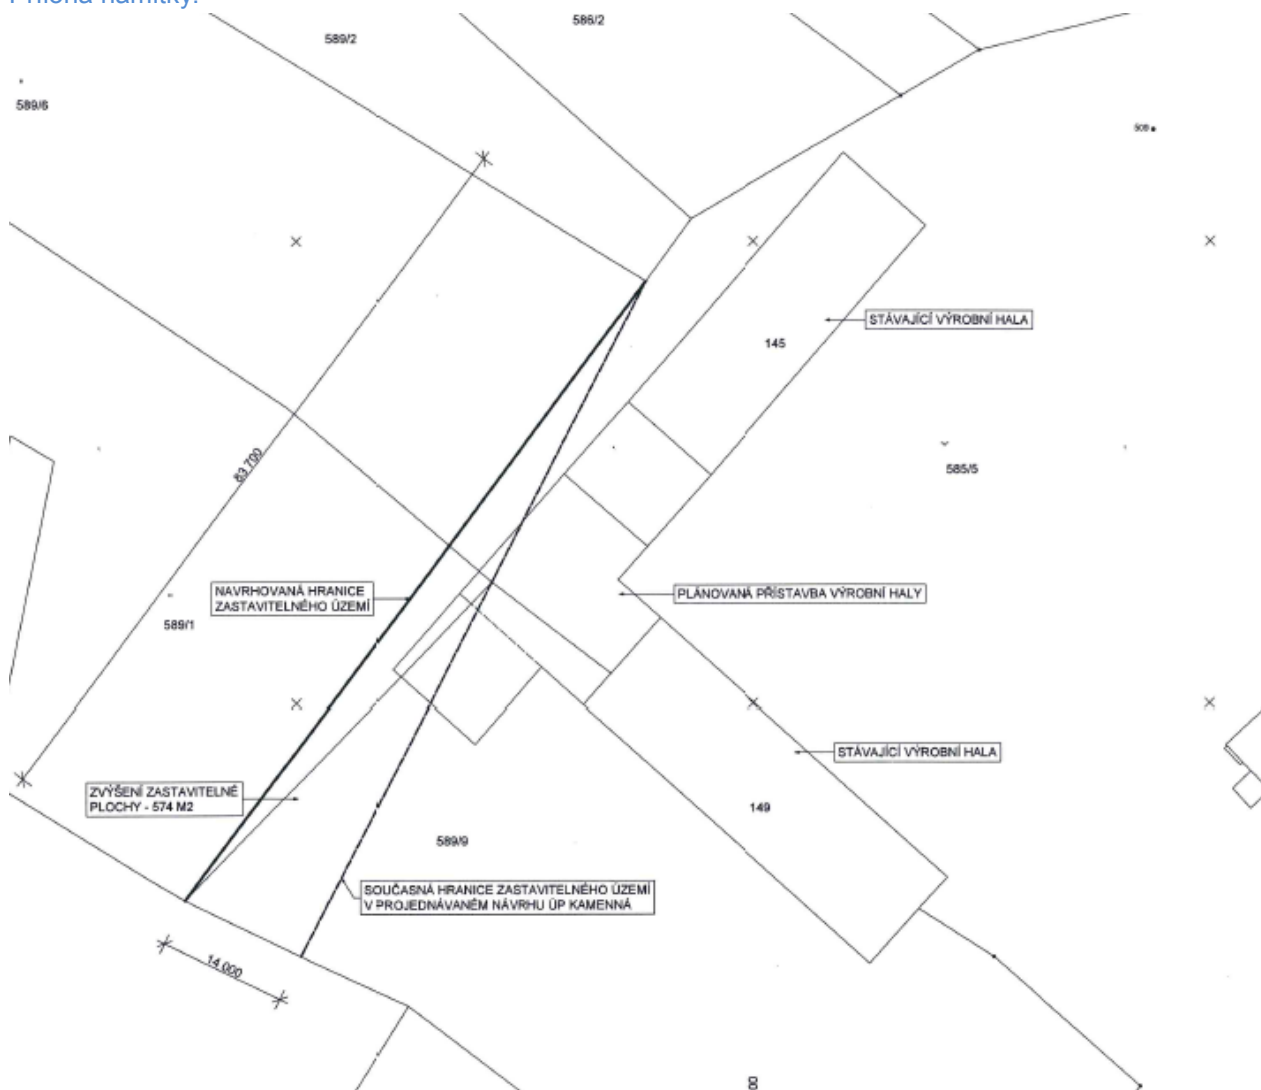 Příloha námitky:
586/2
589/2
589/6
509
STÁVAJÍCÍ VÝROBNÍ HALA
145
585/5
83 700
NAVRHOVANÁ HRANICE
ZASTAVITELNÉHO ÚZEMÍ
PLÁNOVANÁ PŘÍSTAVBA VÝROBNÍ HALY
589/1
STÁVAJÍCÍ VÝROBNÍ HALA
ZVÝŠENÍ ZASTAVITELNÉ
PLOCHY - 574 M2
149
589/9
SOUČASNÁ HRANICE ZASTAVITELNÉHO ÚZEMÍ
V PROJEDNÁVANÉM NÁVRHU ÚP KAMENNÁ
14 000